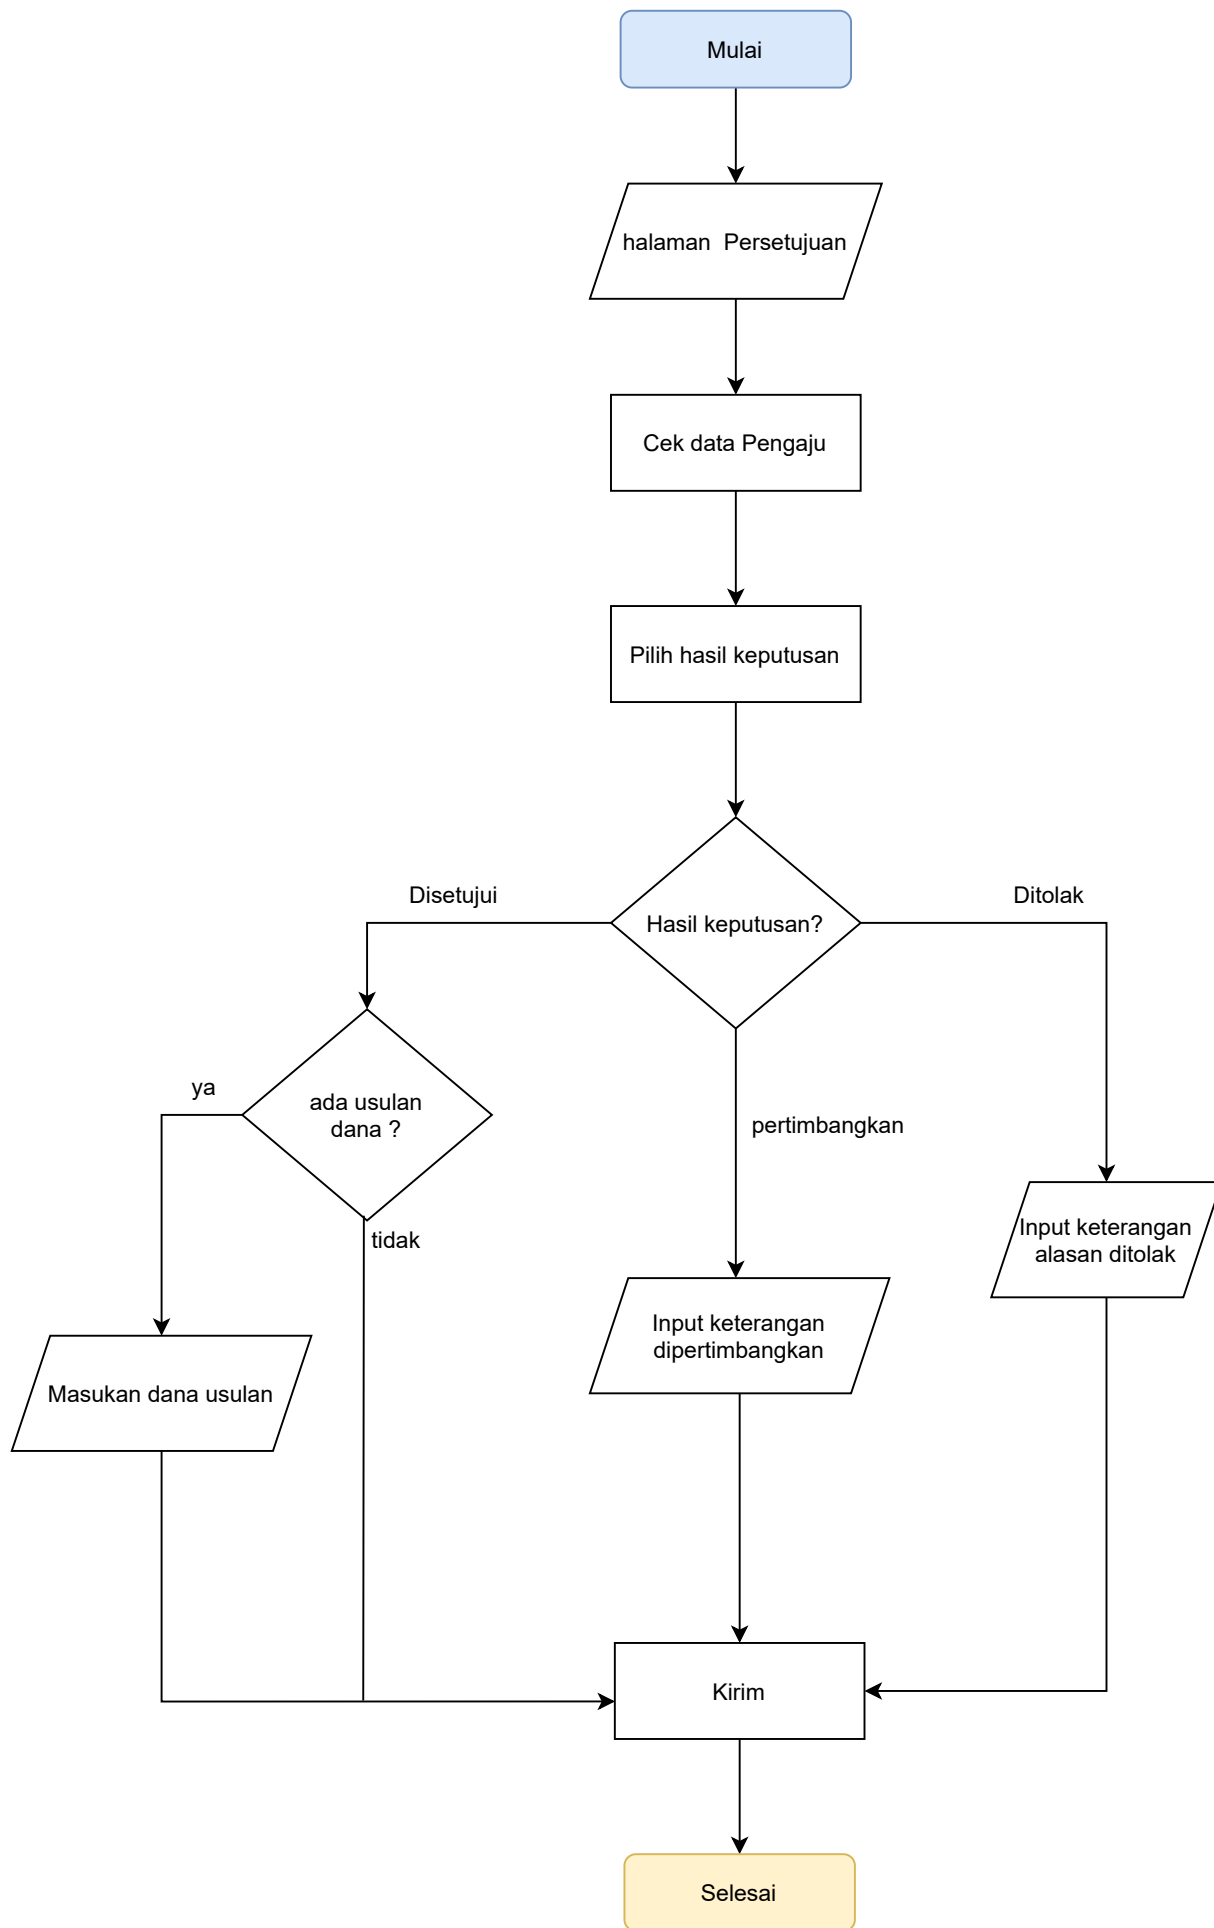 Mulai
halaman  Persetujuan
Cek data Pengaju
Pilih hasil keputusan
Disetujui
Hasil keputusan?
Ditolak
ya
ada usulan
dana ?
pertimbangkan
tidak
Input keterangan
alasan ditolak
Input keterangan
dipertimbangkan
Masukan dana usulan
Kirim
Selesai